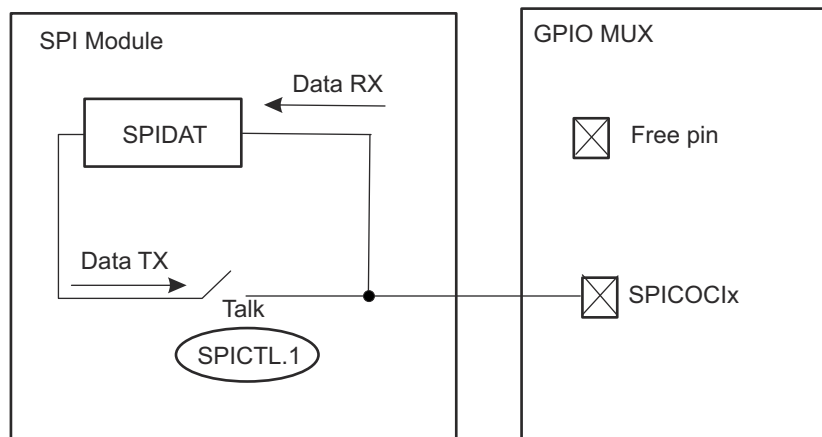 SPI Module
GPIO MUX
Data RX
SPIDAT
Free pin
Data TX
SPICOCIx
Talk
SPICTL.1